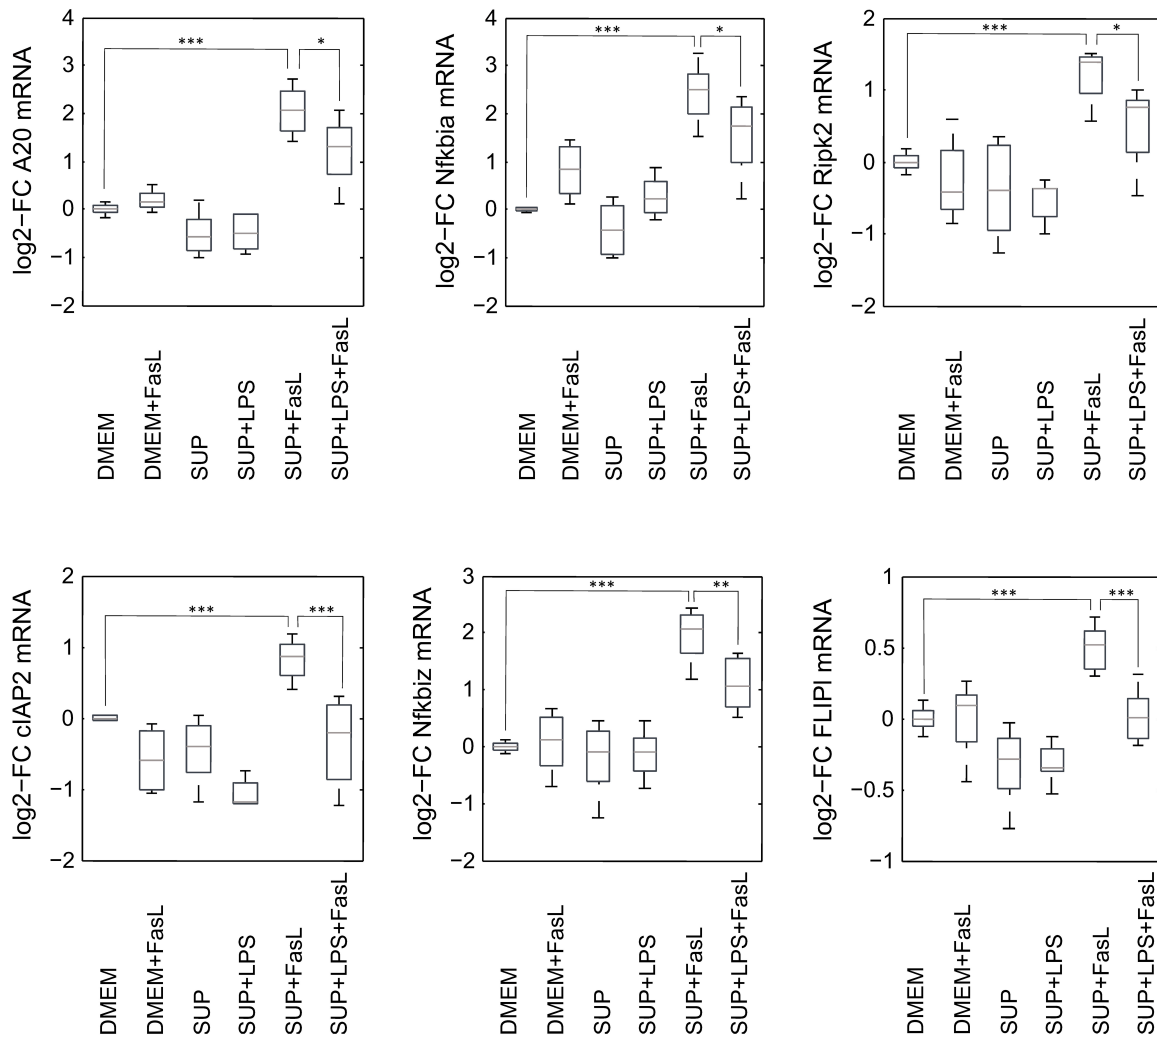 log2−FC A20 mRNA
4
3
2
1
0
−1
−2
***
*
DMEM
DMEM+FasL
SUP
SUP+LPS
SUP+FasL
SUP+LPS+FasL
log2−FC Nfkbia mRNA
4
3
2
1
0
−1
−2
***
*
DMEM
DMEM+FasL
SUP
SUP+LPS
SUP+FasL
SUP+LPS+FasL
log2−FC Ripk2 mRNA
2
1
0
−1
−2
***
*
DMEM
DMEM+FasL
SUP
SUP+LPS
SUP+FasL
SUP+LPS+FasL
log2−FC cIAP2 mRNA
2
1
0
−1
−2
***
***
DMEM
DMEM+FasL
SUP
SUP+LPS
SUP+FasL
SUP+LPS+FasL
log2−FC Nfkbiz mRNA
3
2
1
0
−1
−2
***
**
DMEM
DMEM+FasL
SUP
SUP+LPS
SUP+FasL
SUP+LPS+FasL
log2−FC FLIPl mRNA
1
0.5
0
−0.5
−1
***
***
DMEM
DMEM+FasL
SUP
SUP+LPS
SUP+FasL
SUP+LPS+FasL